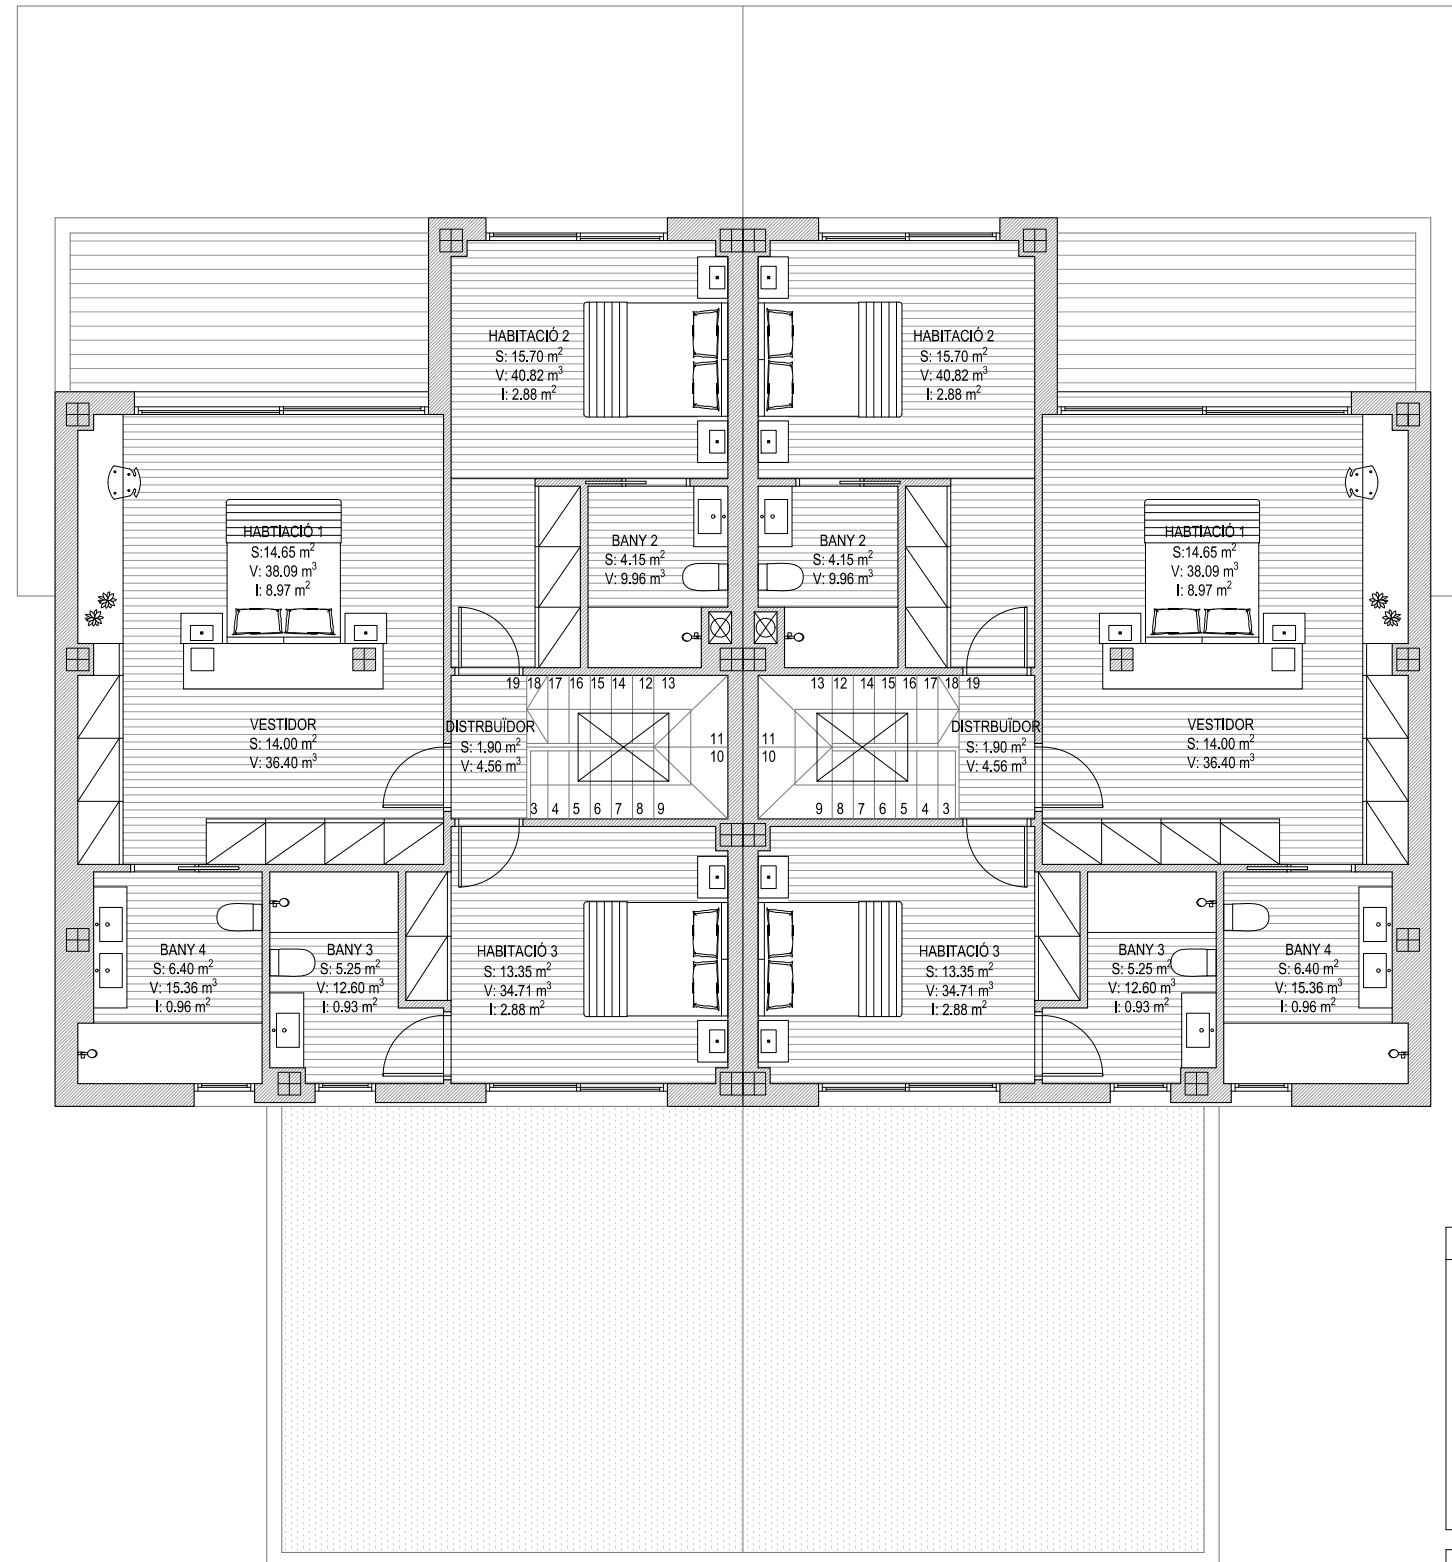 HABITACIÓ 2
S: 15.70 m²
V: 40.82 m³
I: 2.88 m²
HABITACIÓ 2
S: 15.70 m²
V: 40.82 m³
I: 2.88 m²
HABTIACIÓ 1
S:14.65 m²
V: 38.09 m³
I: 8.97 m²
BANY 2
S: 4.15 m²
V: 9.96 m³
BANY 2
S: 4.15 m²
V: 9.96 m³
HABTIACIÓ 1
S:14.65 m²
V: 38.09 m³
I: 8.97 m²
19 18 17 16 15 14 12 13
13 12 14 15 16 17 18 19
VESTIDOR
S: 14.00 m²
V: 36.40 m³
DISTRBUÏDOR
S: 1.90 m²
V: 4.56 m³
11
10
11
10
DISTRBUÏDOR
S: 1.90 m²
V: 4.56 m³
VESTIDOR
S: 14.00 m²
V: 36.40 m³
3 4 5 6 7 8 9
9 8 7 6 5 4 3
BANY 4
S: 6.40 m²
V: 15.36 m³
I: 0.96 m²
BANY 3
S: 5.25 m²
V: 12.60 m³
I: 0.93 m²
HABITACIÓ 3
S: 13.35 m²
V: 34.71 m³
I: 2.88 m²
HABITACIÓ 3
S: 13.35 m²
V: 34.71 m³
I: 2.88 m²
BANY 3
S: 5.25 m²
V: 12.60 m³
I: 0.93 m²
BANY 4
S: 6.40 m²
V: 15.36 m³
I: 0.96 m²